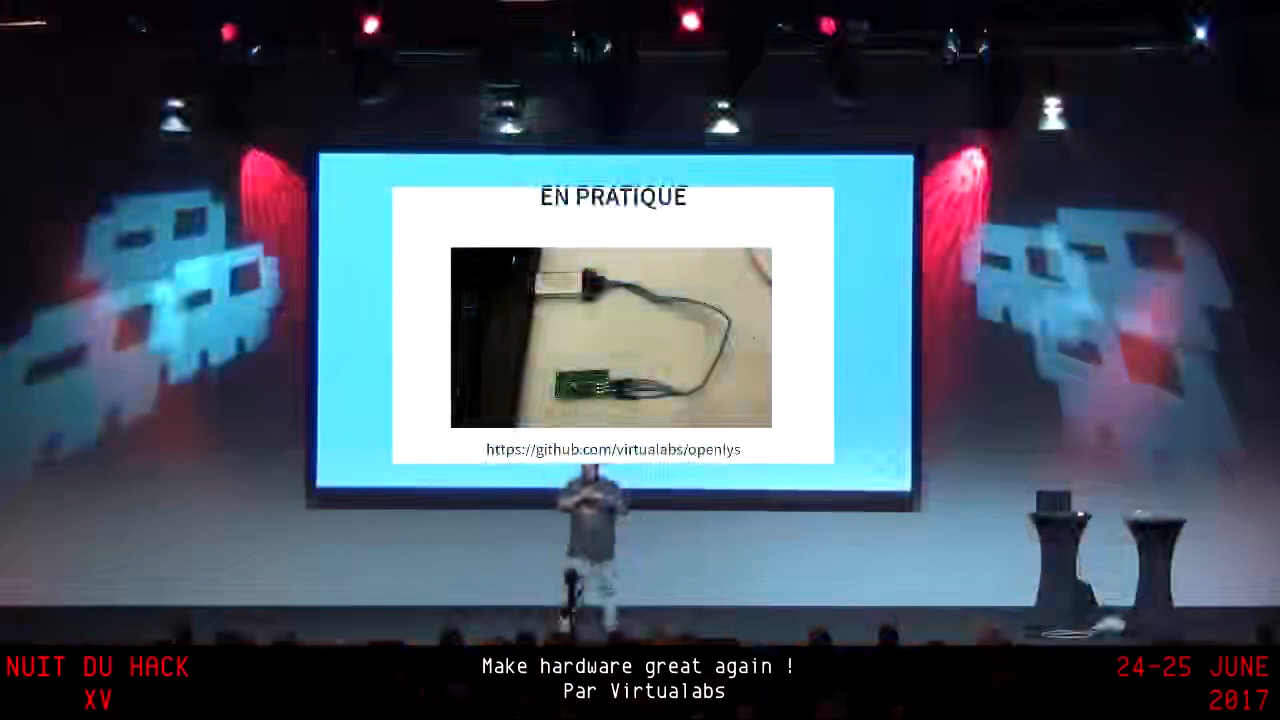 EN PRATIQUE
https://github.com/virtualabs/openlys
NUIT DU HACK
XV
Make hardware great again !
Par Virtualabs
24-25 JUNE
2017